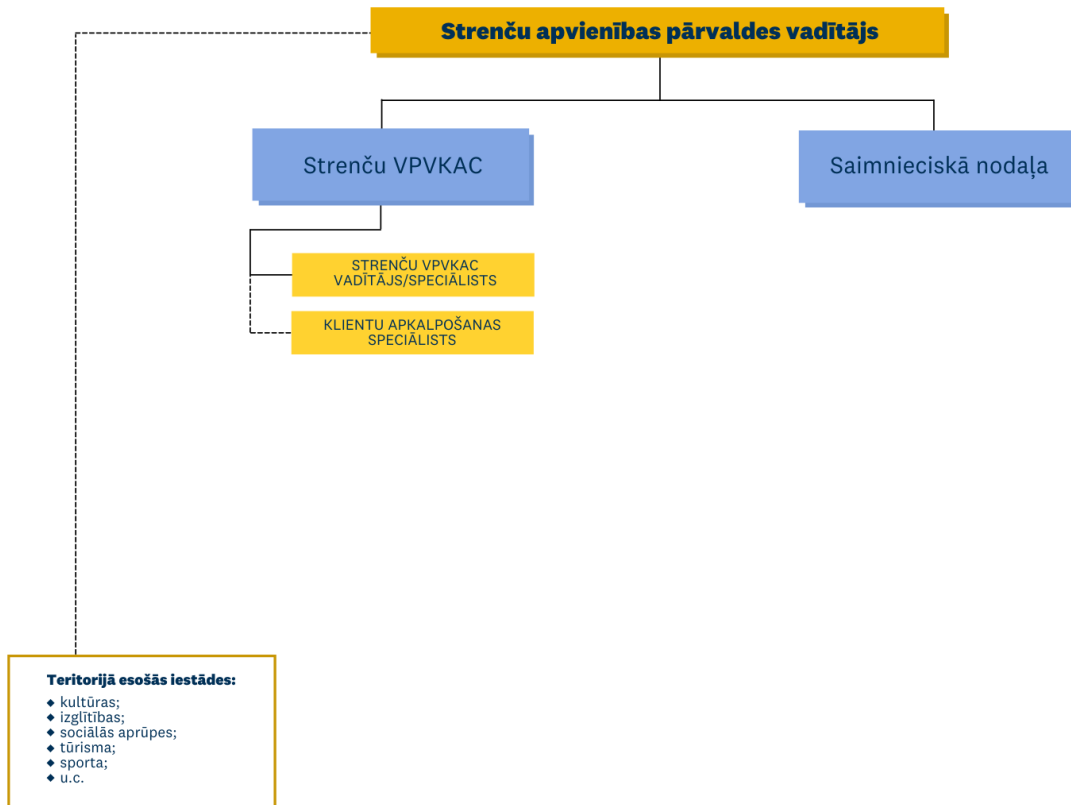 Strenču apvienības pārvaldes vadītājs
Strenču VPVKAC
Saimnieciskā nodaļa
STRENČU VPVKAC
VADĪTĀJS/SPECIĀLISTS
KLIENTU APKALPOŠANAS
SPECIĀLISTS
Teritorijā esošās iestādes:
◆ kultūras;
◆ izglītības;
◆ sociālās aprūpes;
◆ tūrisma;
◆ sporta;
◆ u.c.